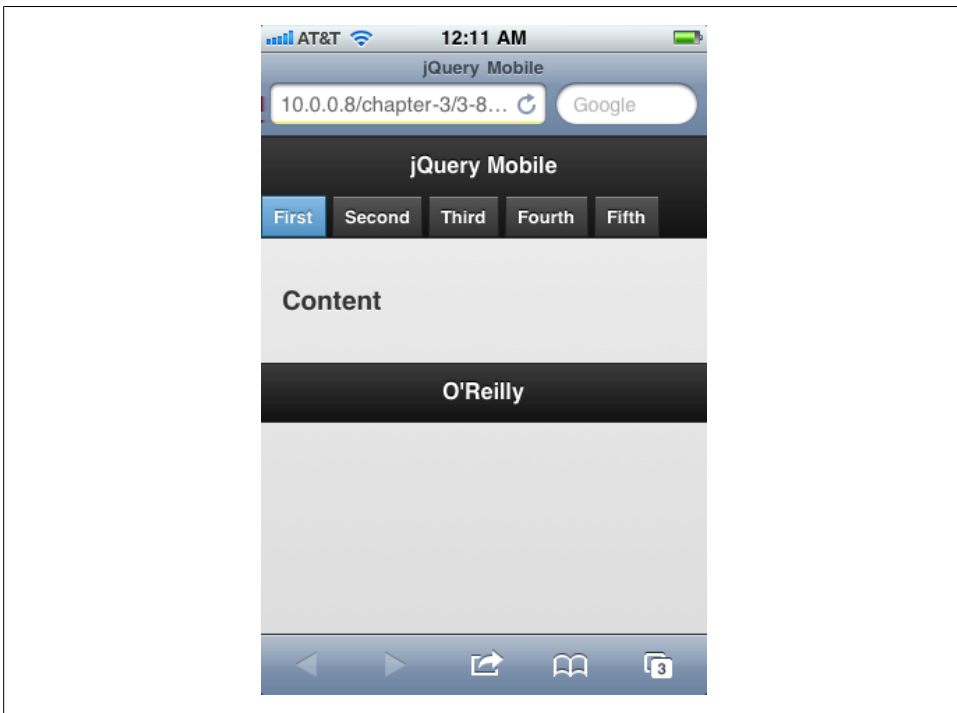 AT&T 12:11 AM
jQuery Mobile
10.0.0.8/chapter-3/3-8... Google
jQuery Mobile
First Second Third Fourth Fifth
Content
O'Reilly
3